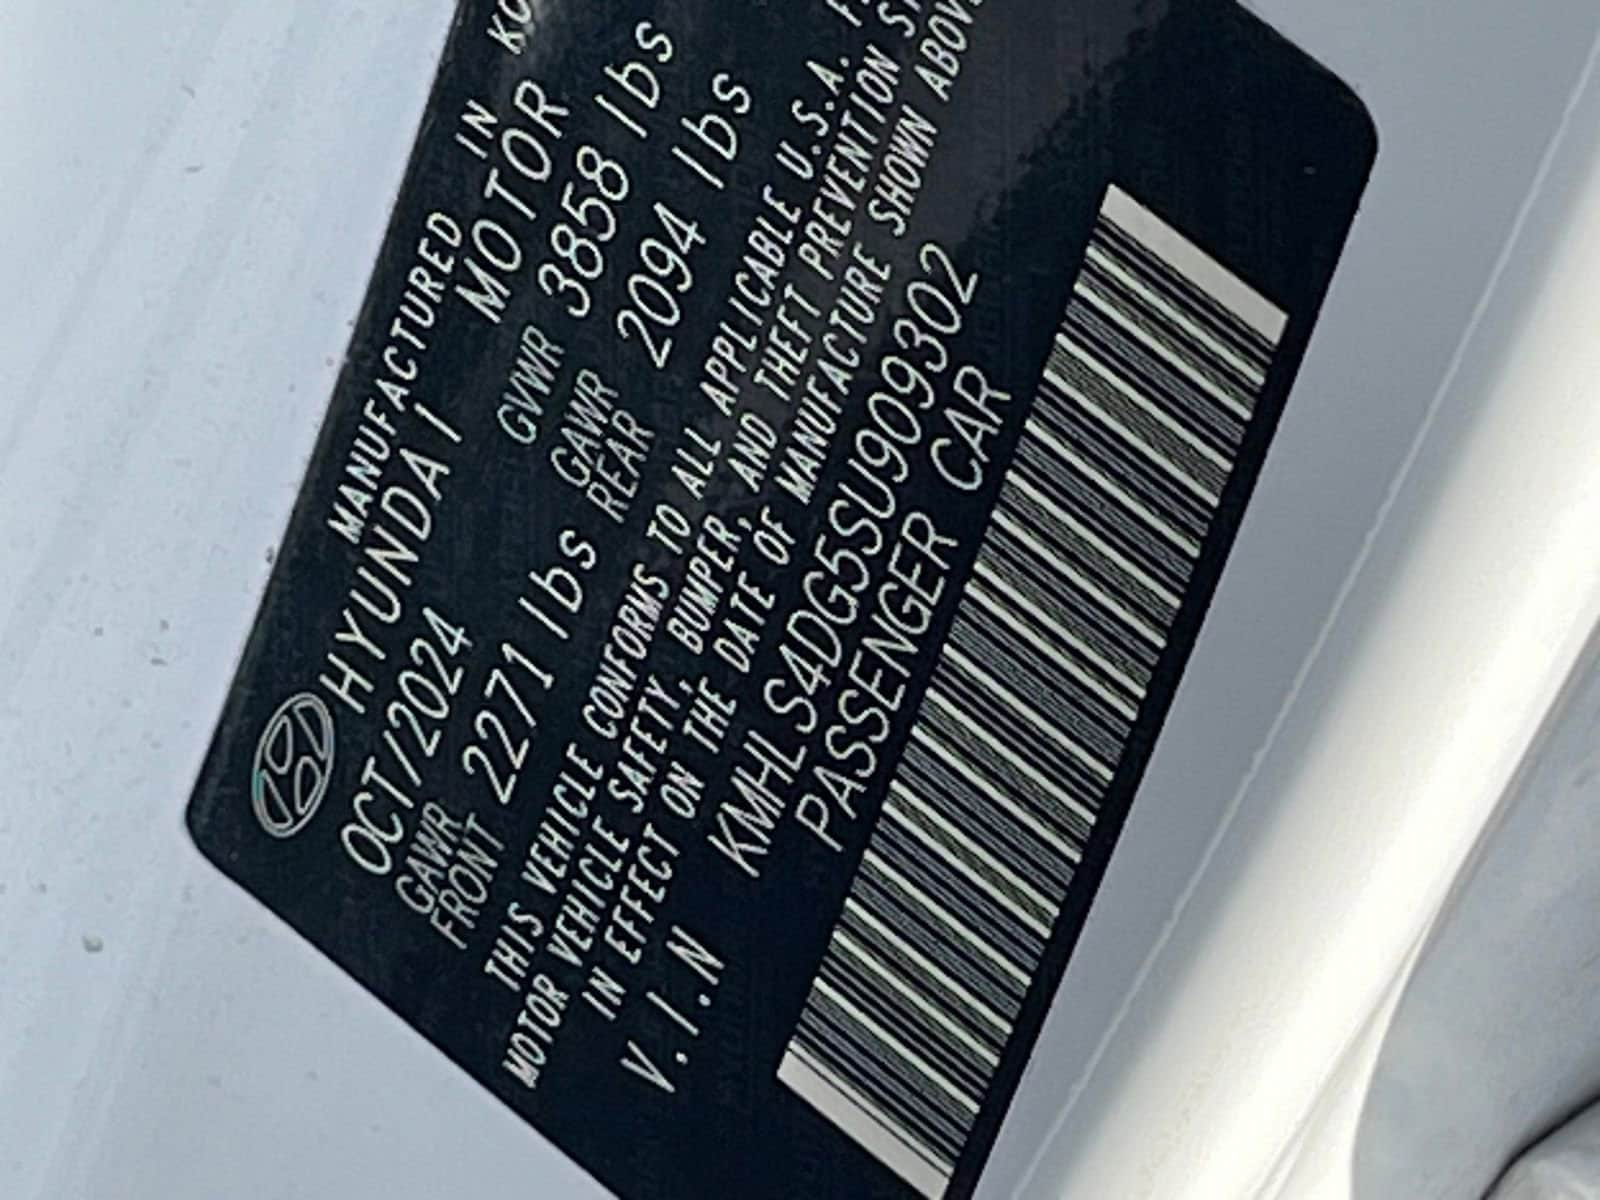 MANUFACTURED IN
HYUNDAI MOTOR
OCT/2024 GVWR 3858 lbs
GAWR FRONT 2271 lbs GAWR REAR 2094 lbs
THIS VEHICLE CONFORMS TO ALL APPLICABLE U.S.A.
MOTOR VEHICLE SAFETY, BUMPER, AND THEFT PREVENTION
IN EFFECT ON THE DATE OF MANUFACTURE SHOWN ABOVE
V.I.N KMHLS4DG5SU909302
PASSENGER CAR